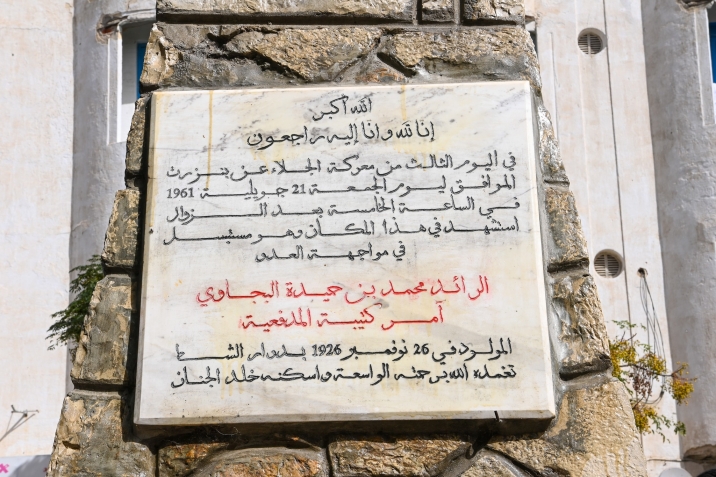 الله أكبر
إنا لله وإنا إليه راجعون
في اليوم الثالث من معركة الجلاء عن بنزرت
الموافق ليوم الجمعة 21 جويلية 1961
في الساعة الخامسة بعد الزوال
استشهد في هذا المكان وهو مستبسل
في مواجهة العدو
الرائد محمد بن حميدة البجاوي
آمر كتيبة المدفعية
المولود في 26 نوفمبر 1926 بدوار الشط
تغمده الله برحمته الواسعة وأسكنه خلد الجنان